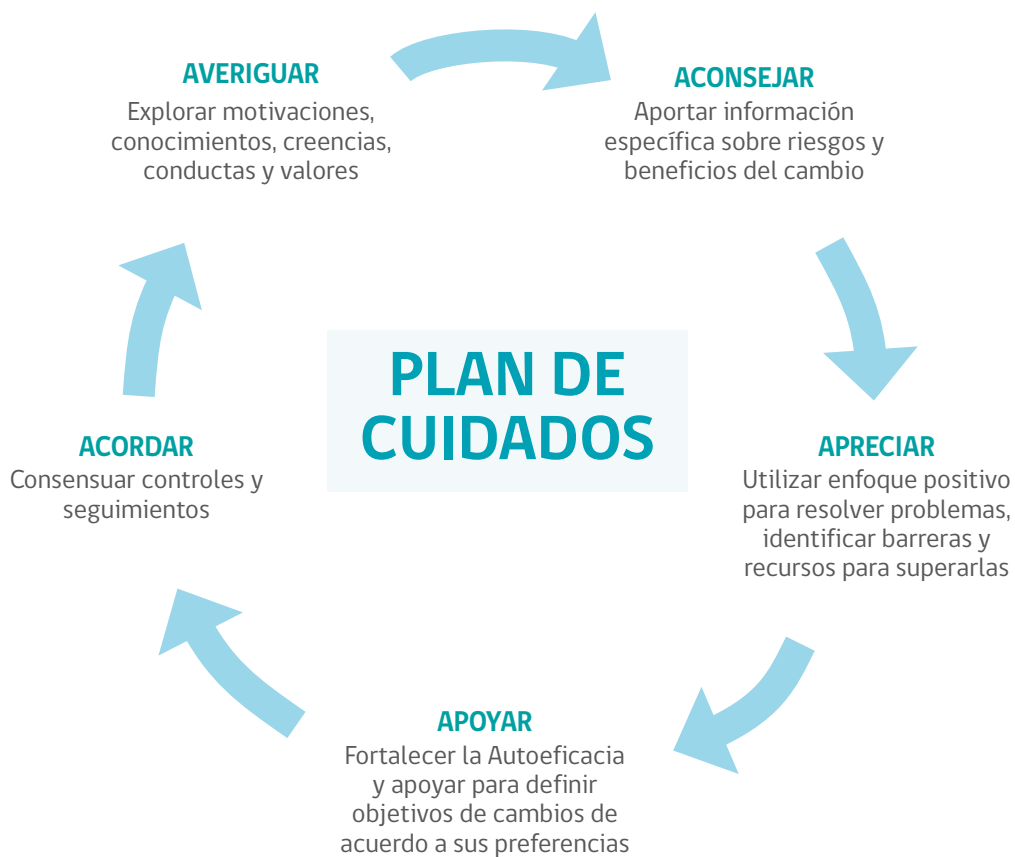 AVERIGUAR
Explorar motivaciones,
conocimientos, creencias,
conductas y valores
ACONSEJAR
Aportar información
específica sobre riesgos y
beneficios del cambio
PLAN DE
CUIDADOS
APRECIAR
Utilizar enfoque positivo
para resolver problemas,
identificar barreras y
recursos para superarlas
APOYAR
Fortalecer la Autoeficacia
y apoyar para definir
objetivos de cambios de
acuerdo a sus preferencias
ACORDAR
Consensuar controles y
seguimientos